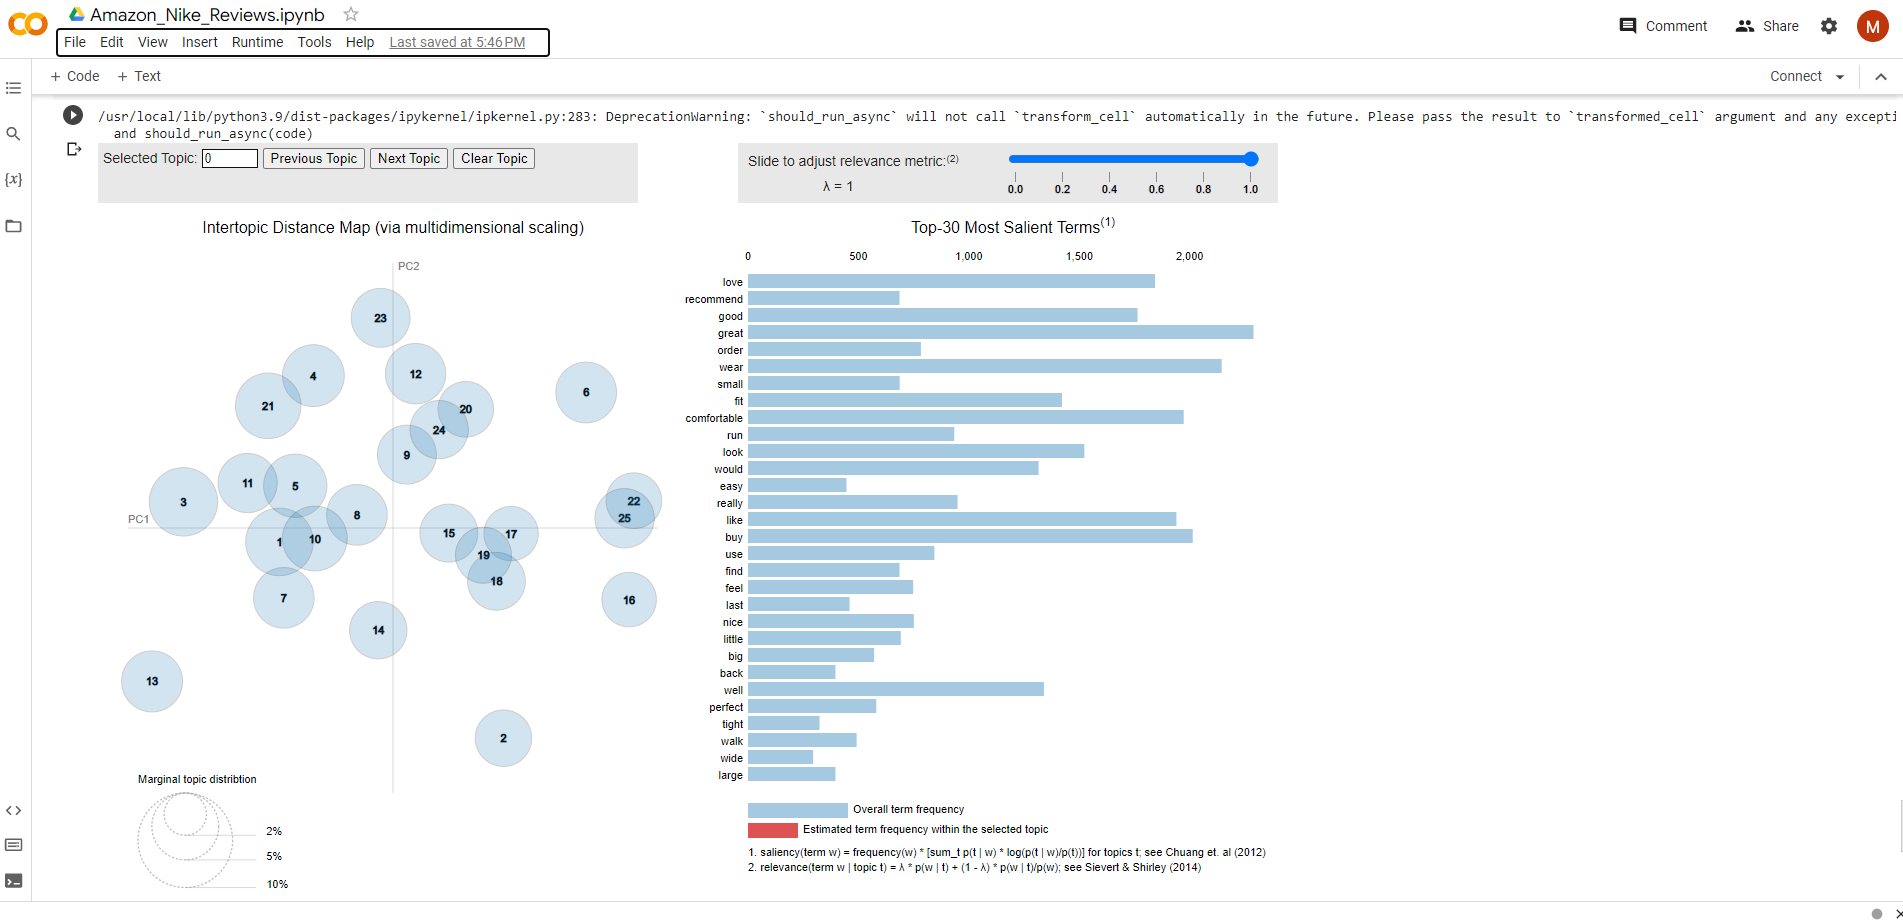 Amazon_Nike_Reviews.ipynb
File Edit View Insert Runtime Tools Help Last saved at 5:46 PM
Comment Share M
+ Code + Text
Connect
/usr/local/lib/python3.9/dist-packages/ipykernel/ipkernel.py:283: DeprecationWarning: `should_run_async` will not call `transform_cell` automatically in the future. Please pass the result to `transformed_cell` argument and any excepti
and should_run_async(code)
Selected Topic: 0 Previous Topic Next Topic Clear Topic
Slide to adjust relevance metric:(2)
λ = 1
0.0 0.2 0.4 0.6 0.8 1.0
{x}
Intertopic Distance Map (via multidimensional scaling)
PC2
23
4
12
6
21
20
24
9
11
5
3
22
8
25
PC1
15
17
1
10
19
18
7
16
14
13
2
Marginal topic distribtion
2%
5%
10%
Top-30 Most Salient Terms(1)
0 500 1,000 1,500 2,000
love
recommend
good
great
order
wear
small
fit
comfortable
run
look
would
easy
really
like
buy
use
find
feel
last
nice
little
big
back
well
perfect
tight
walk
wide
large
Overall term frequency
Estimated term frequency within the selected topic
1. saliency(term w) = frequency(w) * [sum_t p(t | w) * log(p(t | w)/p(t))] for topics t; see Chuang et. al (2012)
2. relevance(term w | topic t) = λ * p(w | t) + (1 - λ) * p(w | t)/p(w); see Sievert & Shirley (2014)